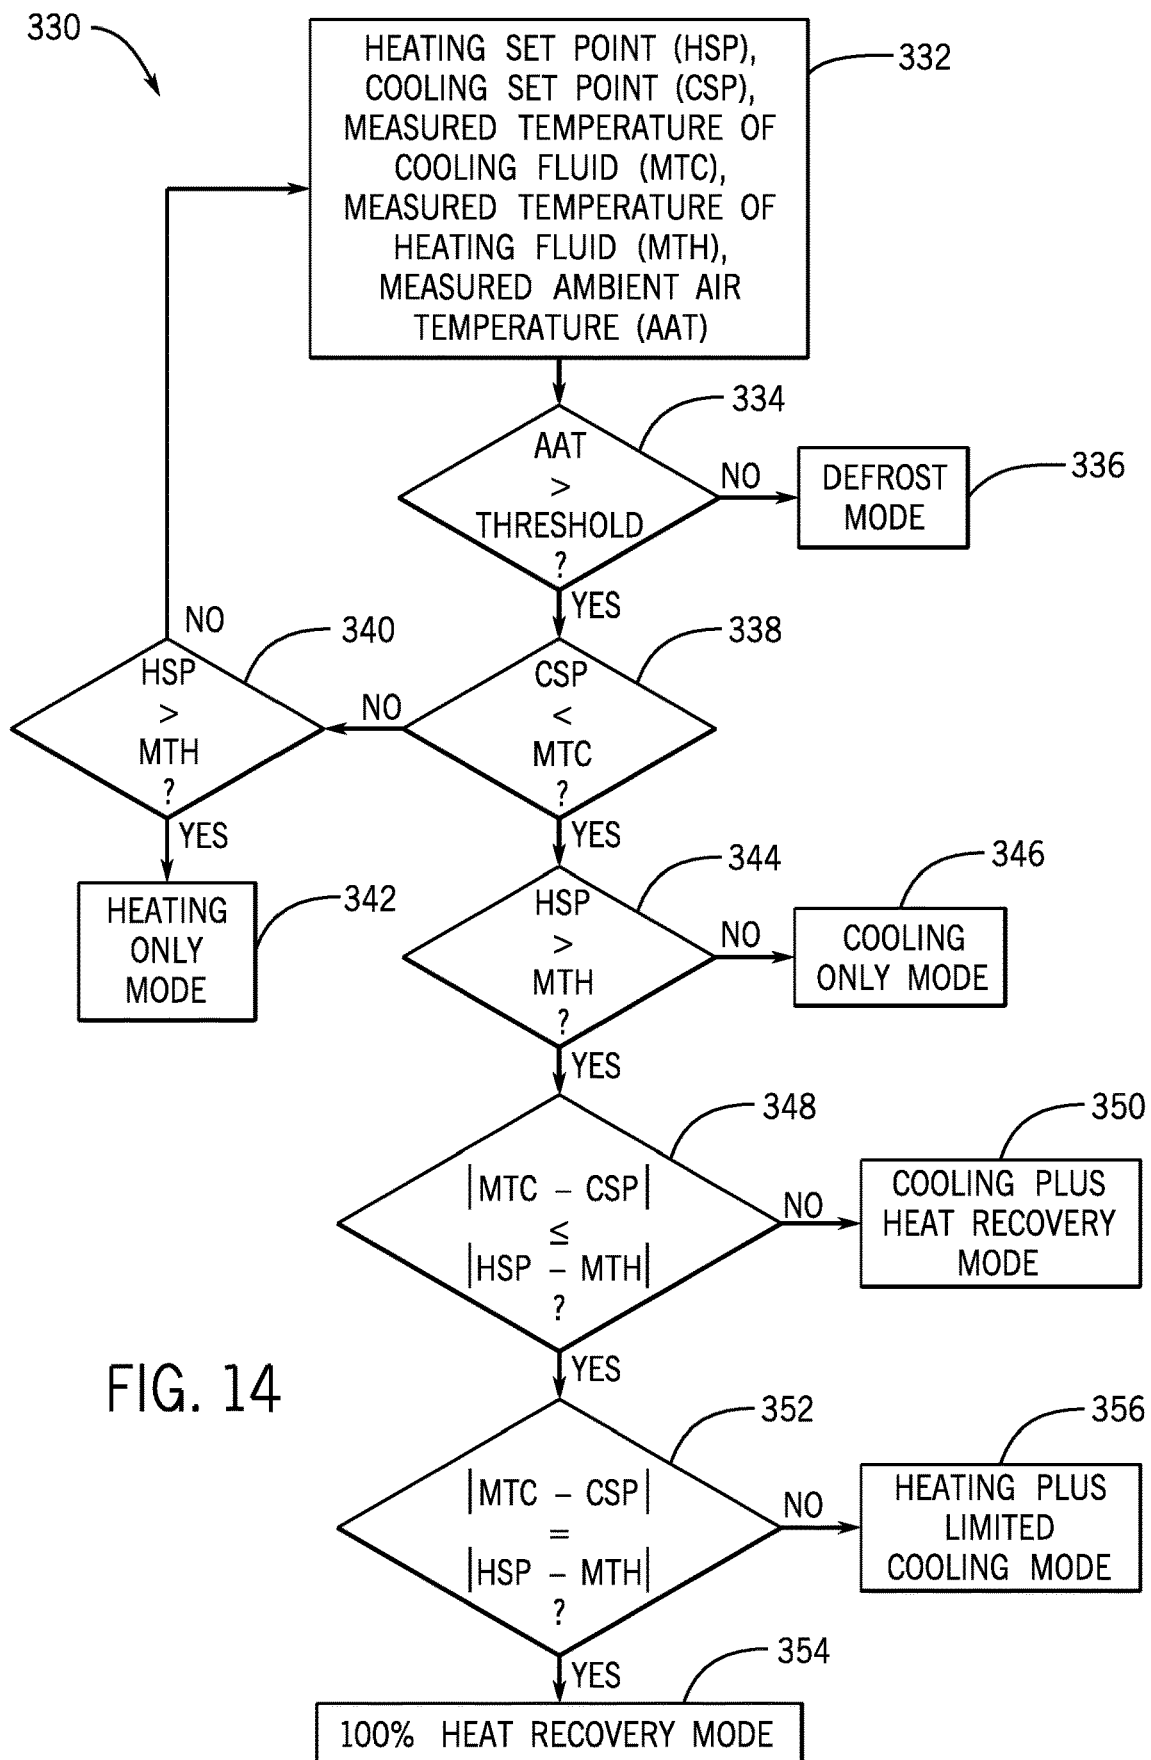 330
HEATING SET POINT (HSP),
COOLING SET POINT (CSP),
MEASURED TEMPERATURE OF
COOLING FLUID (MTC),
MEASURED TEMPERATURE OF
HEATING FLUID (MTH),
MEASURED AMBIENT AIR
TEMPERATURE (AAT)
332
AAT
>
THRESHOLD
?
334
NO
DEFROST
MODE
336
YES
CSP
<
MTC
?
338
NO
HSP
>
MTH
?
340
NO
YES
HEATING
ONLY
MODE
342
YES
HSP
>
MTH
?
344
NO
COOLING
ONLY MODE
346
YES
|MTC – CSP|
≤
|HSP – MTH|
?
348
NO
COOLING PLUS
HEAT RECOVERY
MODE
350
YES
FIG. 14
|MTC – CSP|
=
|HSP – MTH|
?
352
NO
HEATING PLUS
LIMITED
COOLING MODE
356
YES
100% HEAT RECOVERY MODE
354